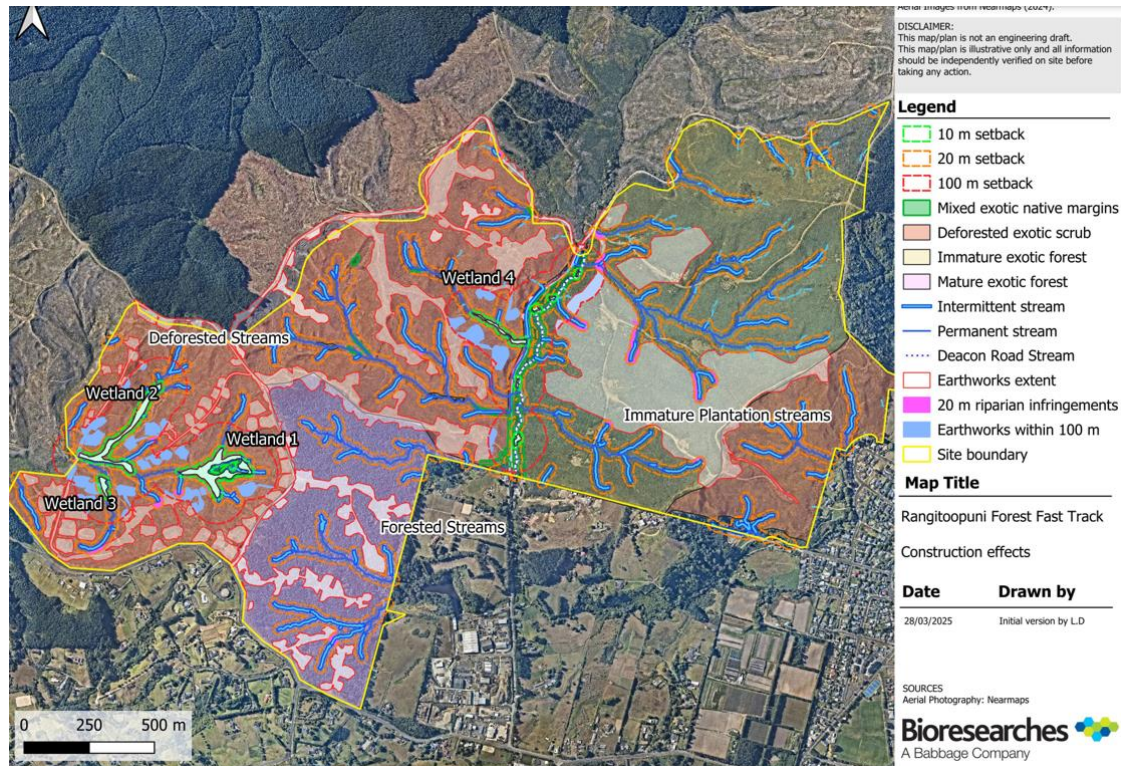 Aerial Images from Nearmaps (2024).
DISCLAIMER:
This map/plan is not an engineering draft.
This map/plan is illustrative only and all information
should be independently verified on site before
taking any action.
Legend
10 m setback
20 m setback
100 m setback
Mixed exotic native margins
Deforested exotic scrub
Immature exotic forest
Mature exotic forest
Intermittent stream
Permanent stream
Deacon Road Stream
Earthworks extent
20 m riparian infringements
Earthworks within 100 m
Site boundary
Map Title
Rangitoopuni Forest Fast Track
Construction effects
Date Drawn by
28/03/2025 Initial version by L.D
SOURCES
Aerial Photography: Nearmaps
Bioresearches
A Babbage Company
Wetland 4
Deforested Streams
Wetland 2
Wetland 1
Immature Plantation streams
Wetland 3
Forested Streams
0 250 500 m